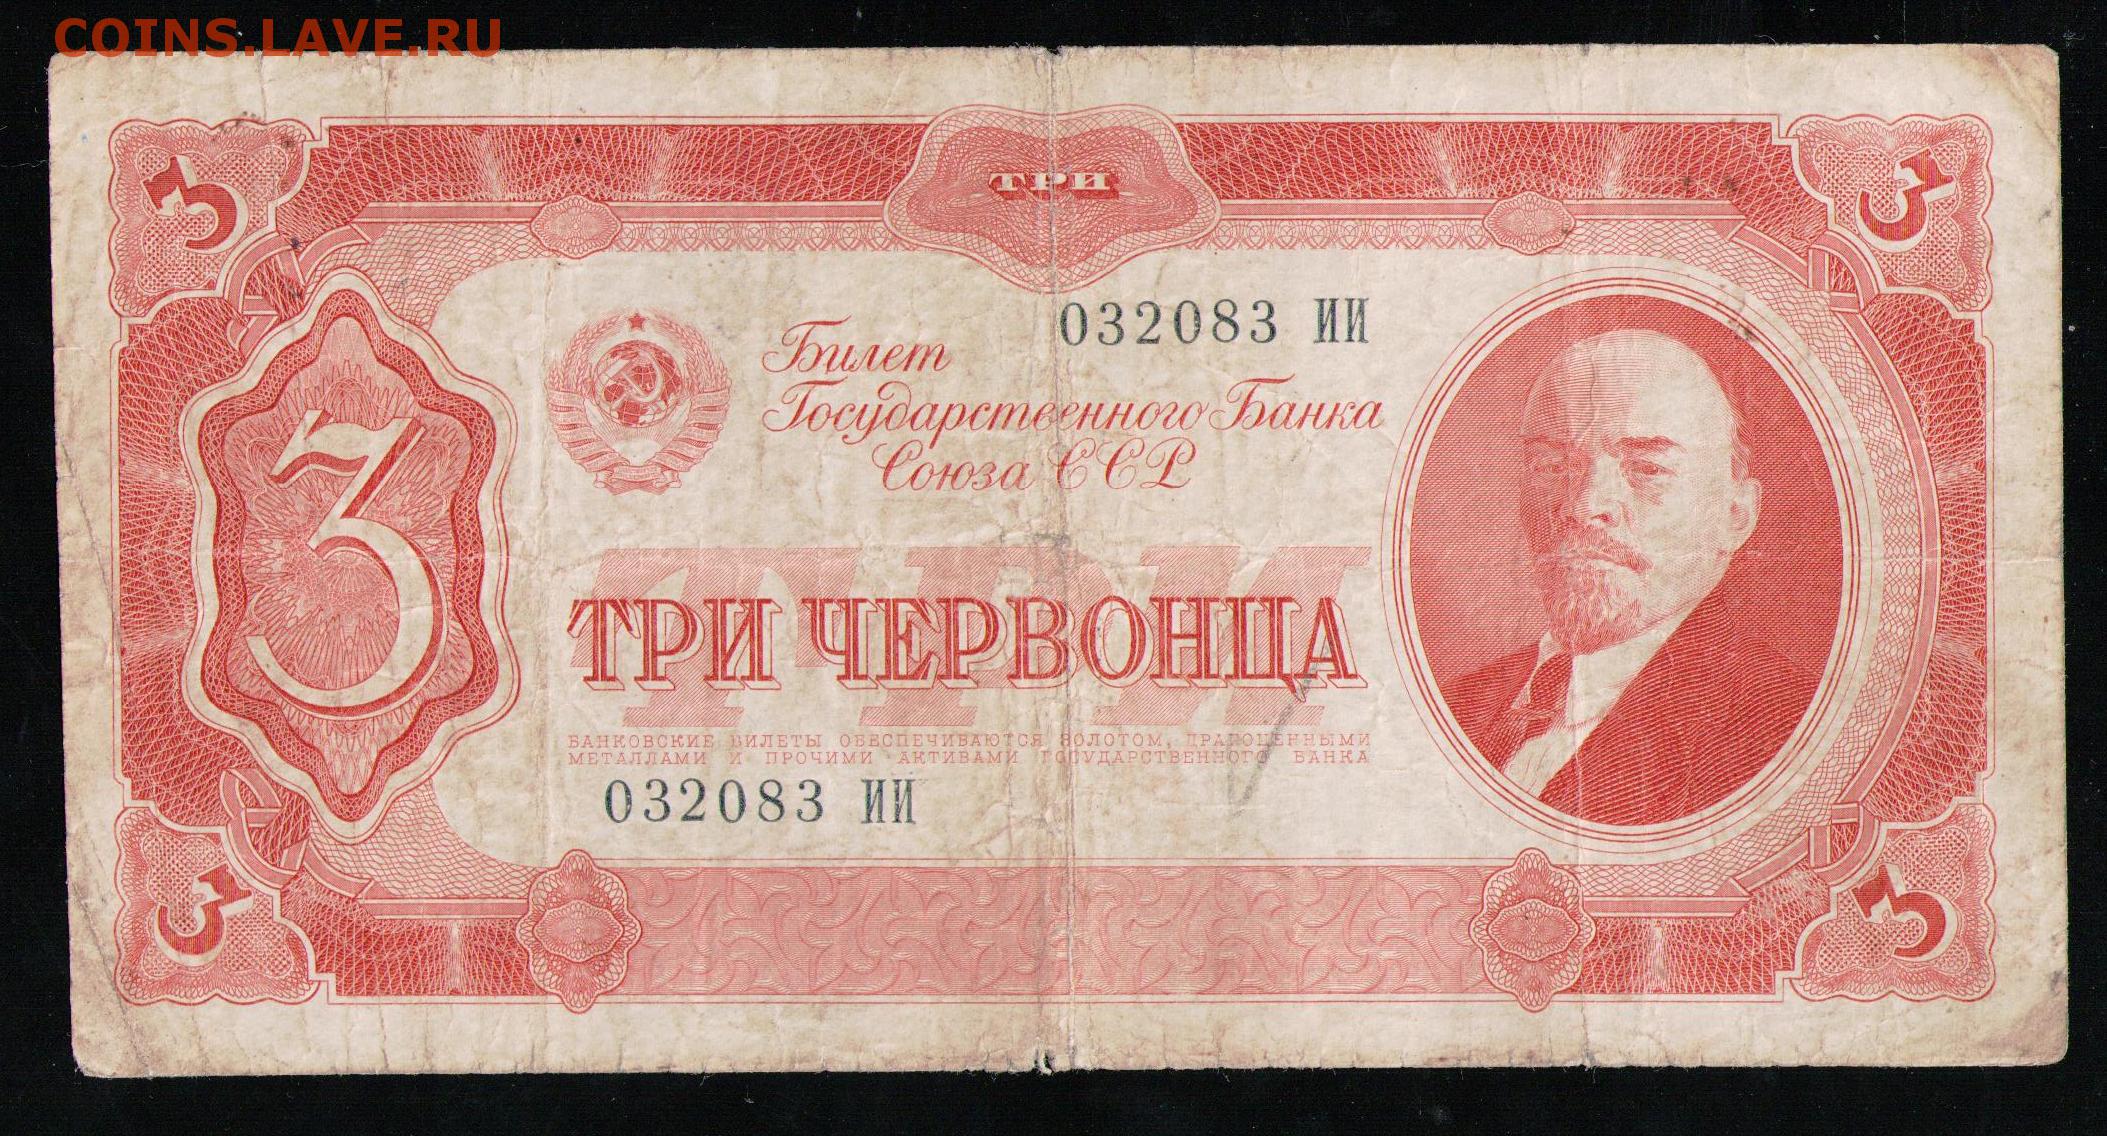 COINS.LAVE.RU
3
ТРИ
3
032083 ИИ
Билет
Государственного Банка
Союза ССР
3
ТРИ
ТРИ ЧЕРВОНЦА
БАНКОВСКИЕ БИЛЕТЫ ОБЕСПЕЧИВАЮТСЯ ЗОЛОТОМ, ДРАГОЦЕННЫМИ
МЕТАЛЛАМИ И ПРОЧИМИ АКТИВАМИ ГОСУДАРСТВЕННОГО БАНКА
032083 ИИ
3
3